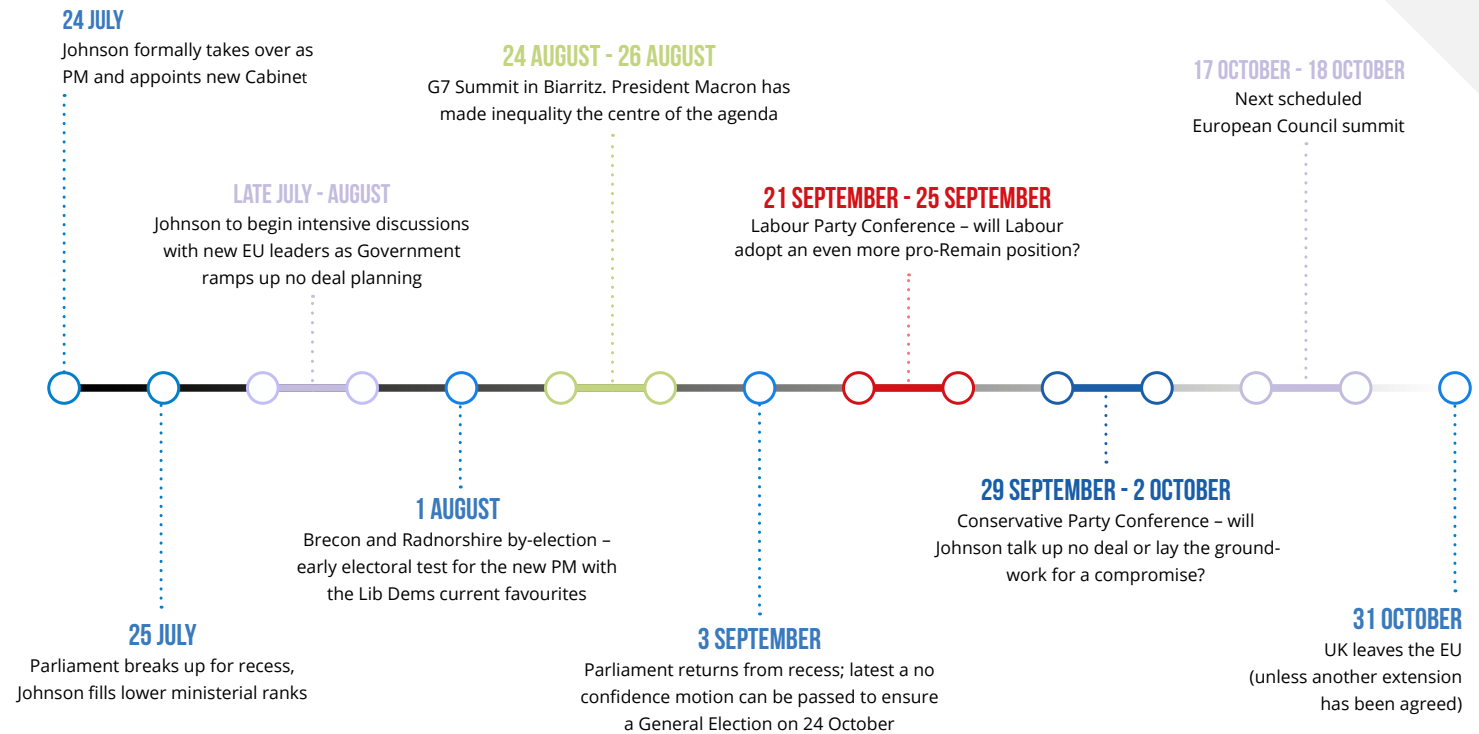 24 JULY
Johnson formally takes over as
PM and appoints new Cabinet
25 JULY
Parliament breaks up for recess,
Johnson fills lower ministerial ranks
LATE JULY - AUGUST
Johnson to begin intensive discussions
with new EU leaders as Government
ramps up no deal planning
1 AUGUST
Brecon and Radnorshire by-election –
early electoral test for the new PM with
the Lib Dems current favourites
24 AUGUST - 26 AUGUST
G7 Summit in Biarritz. President Macron has
made inequality the centre of the agenda
3 SEPTEMBER
Parliament returns from recess; latest a no
confidence motion can be passed to ensure
a General Election on 24 October
21 SEPTEMBER - 25 SEPTEMBER
Labour Party Conference – will Labour
adopt an even more pro-Remain position?
29 SEPTEMBER - 2 OCTOBER
Conservative Party Conference – will
Johnson talk up no deal or lay the ground-
work for a compromise?
17 OCTOBER - 18 OCTOBER
Next scheduled
European Council summit
31 OCTOBER
UK leaves the EU
(unless another extension
has been agreed)